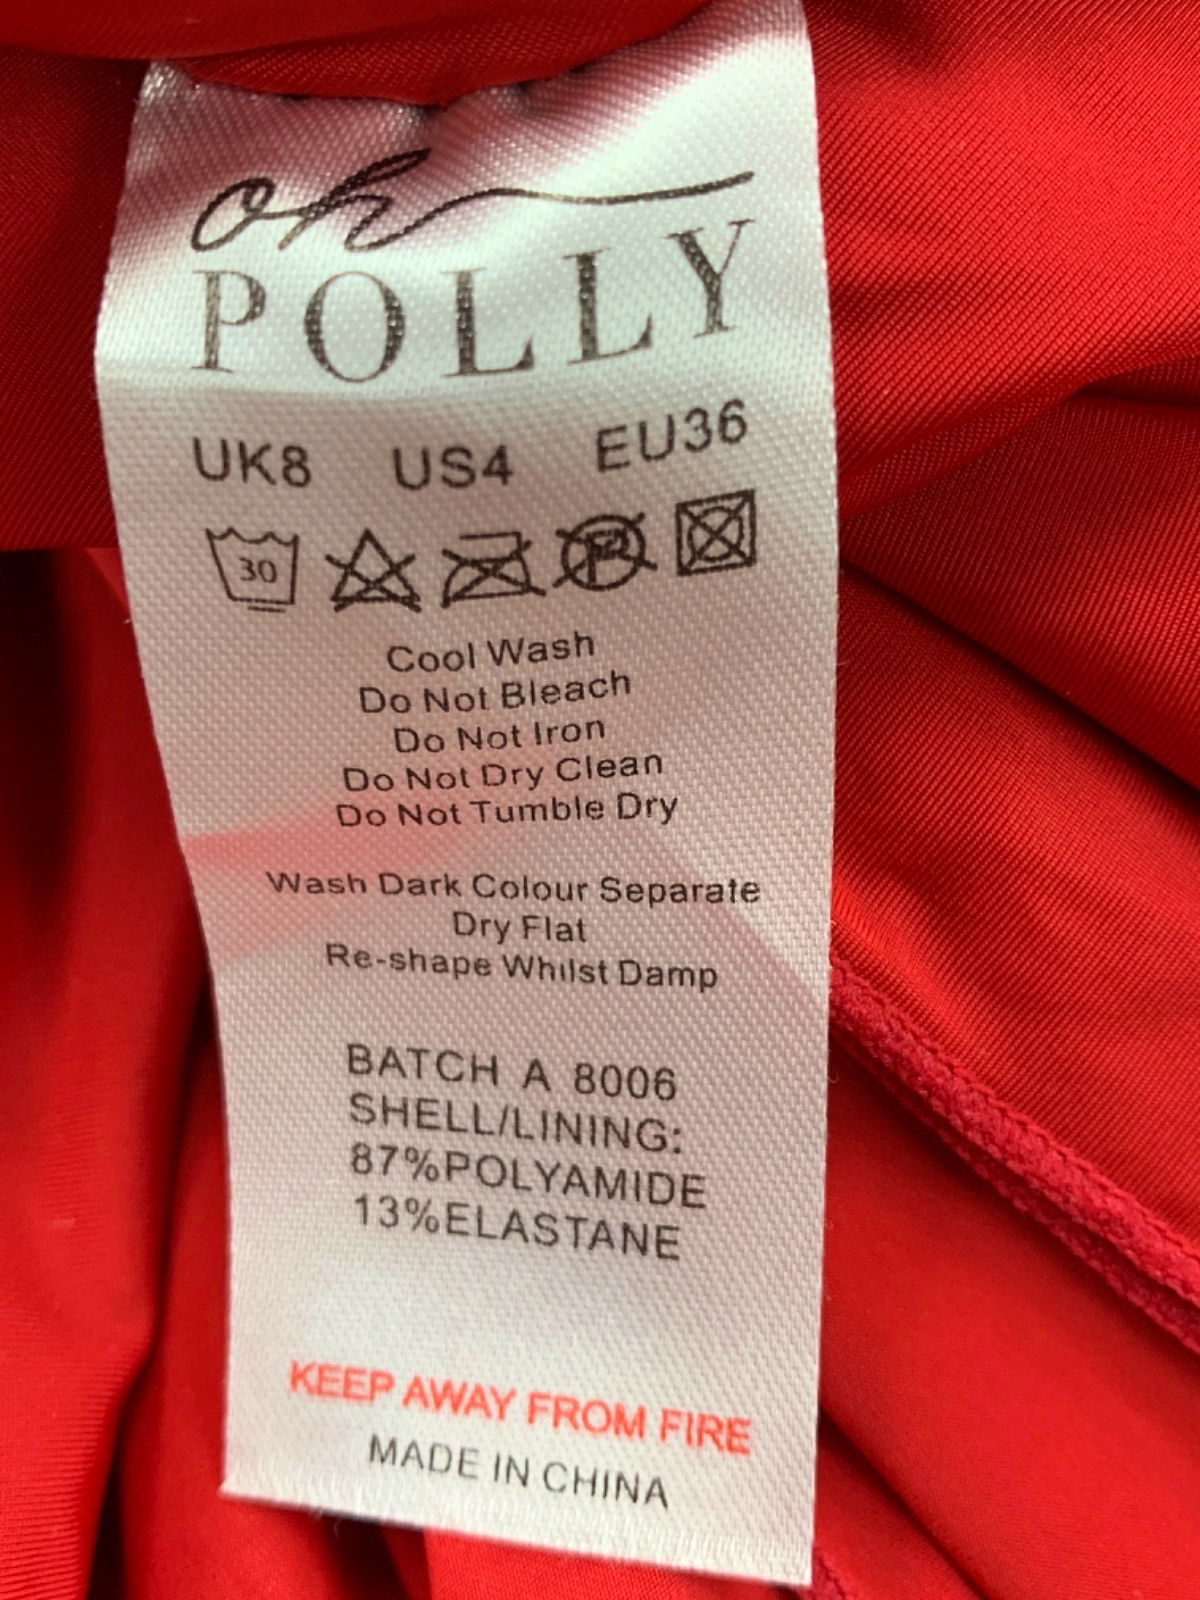 oh
POLLY
UK8 US4 EU36
30 P
Cool Wash
Do Not Bleach
Do Not Iron
Do Not Dry Clean
Do Not Tumble Dry
Wash Dark Colour Separate
Dry Flat
Re-shape Whilst Damp
BATCH A 8006
SHELL/LINING:
87%POLYAMIDE
13%ELASTANE
KEEP AWAY FROM FIRE
MADE IN CHINA